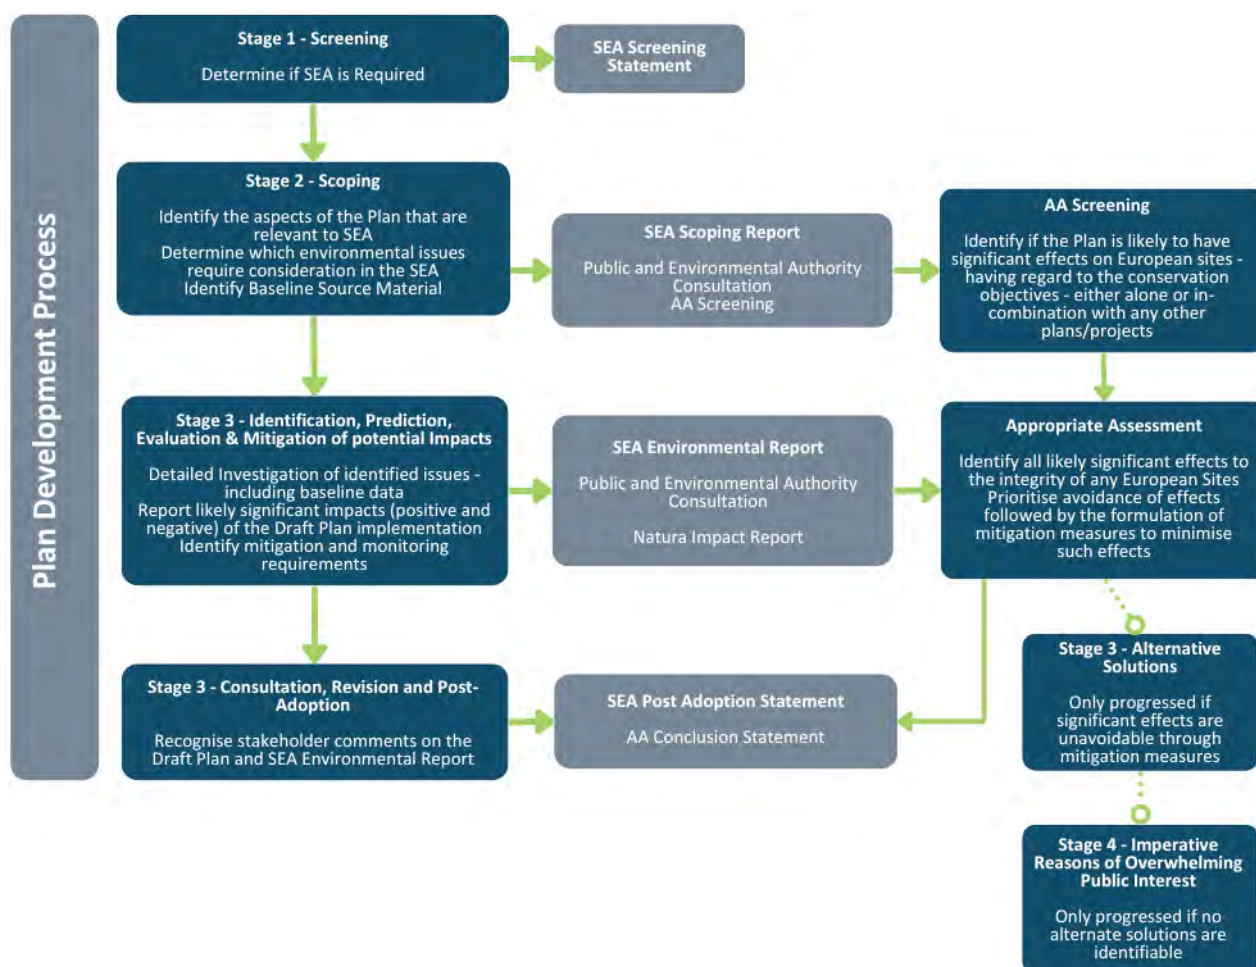 Plan Development Process
Stage 1 - Screening
Determine if SEA is Required
SEA Screening
Statement
Stage 2 - Scoping
Identify the aspects of the Plan that are
relevant to SEA
Determine which environmental issues
require consideration in the SEA
Identify Baseline Source Material
SEA Scoping Report
Public and Environmental Authority
Consultation
AA Screening
AA Screening
Identify if the Plan is likely to have
significant effects on European sites -
having regard to the conservation
objectives - either alone or in-
combination with any other
plans/projects
Stage 3 - Identification, Prediction,
Evaluation & Mitigation of potential Impacts
Detailed Investigation of identified issues -
including baseline data
Report likely significant impacts (positive and
negative) of the Draft Plan implementation
Identify mitigation and monitoring
requirements
SEA Environmental Report
Public and Environmental Authority
Consultation
Natura Impact Report
Appropriate Assessment
Identify all likely significant effects to
the integrity of any European Sites
Prioritise avoidance of effects
followed by the formulation of
mitigation measures to minimise
such effects
Stage 3 - Consultation, Revision and Post-
Adoption
Recognise stakeholder comments on the
Draft Plan and SEA Environmental Report
SEA Post Adoption Statement
AA Conclusion Statement
Stage 3 - Alternative
Solutions
Only progressed if
significant effects are
unavoidable through
mitigation measures
Stage 4 - Imperative
Reasons of Overwhelming
Public Interest
Only progressed if no
alternate solutions are
identifiable